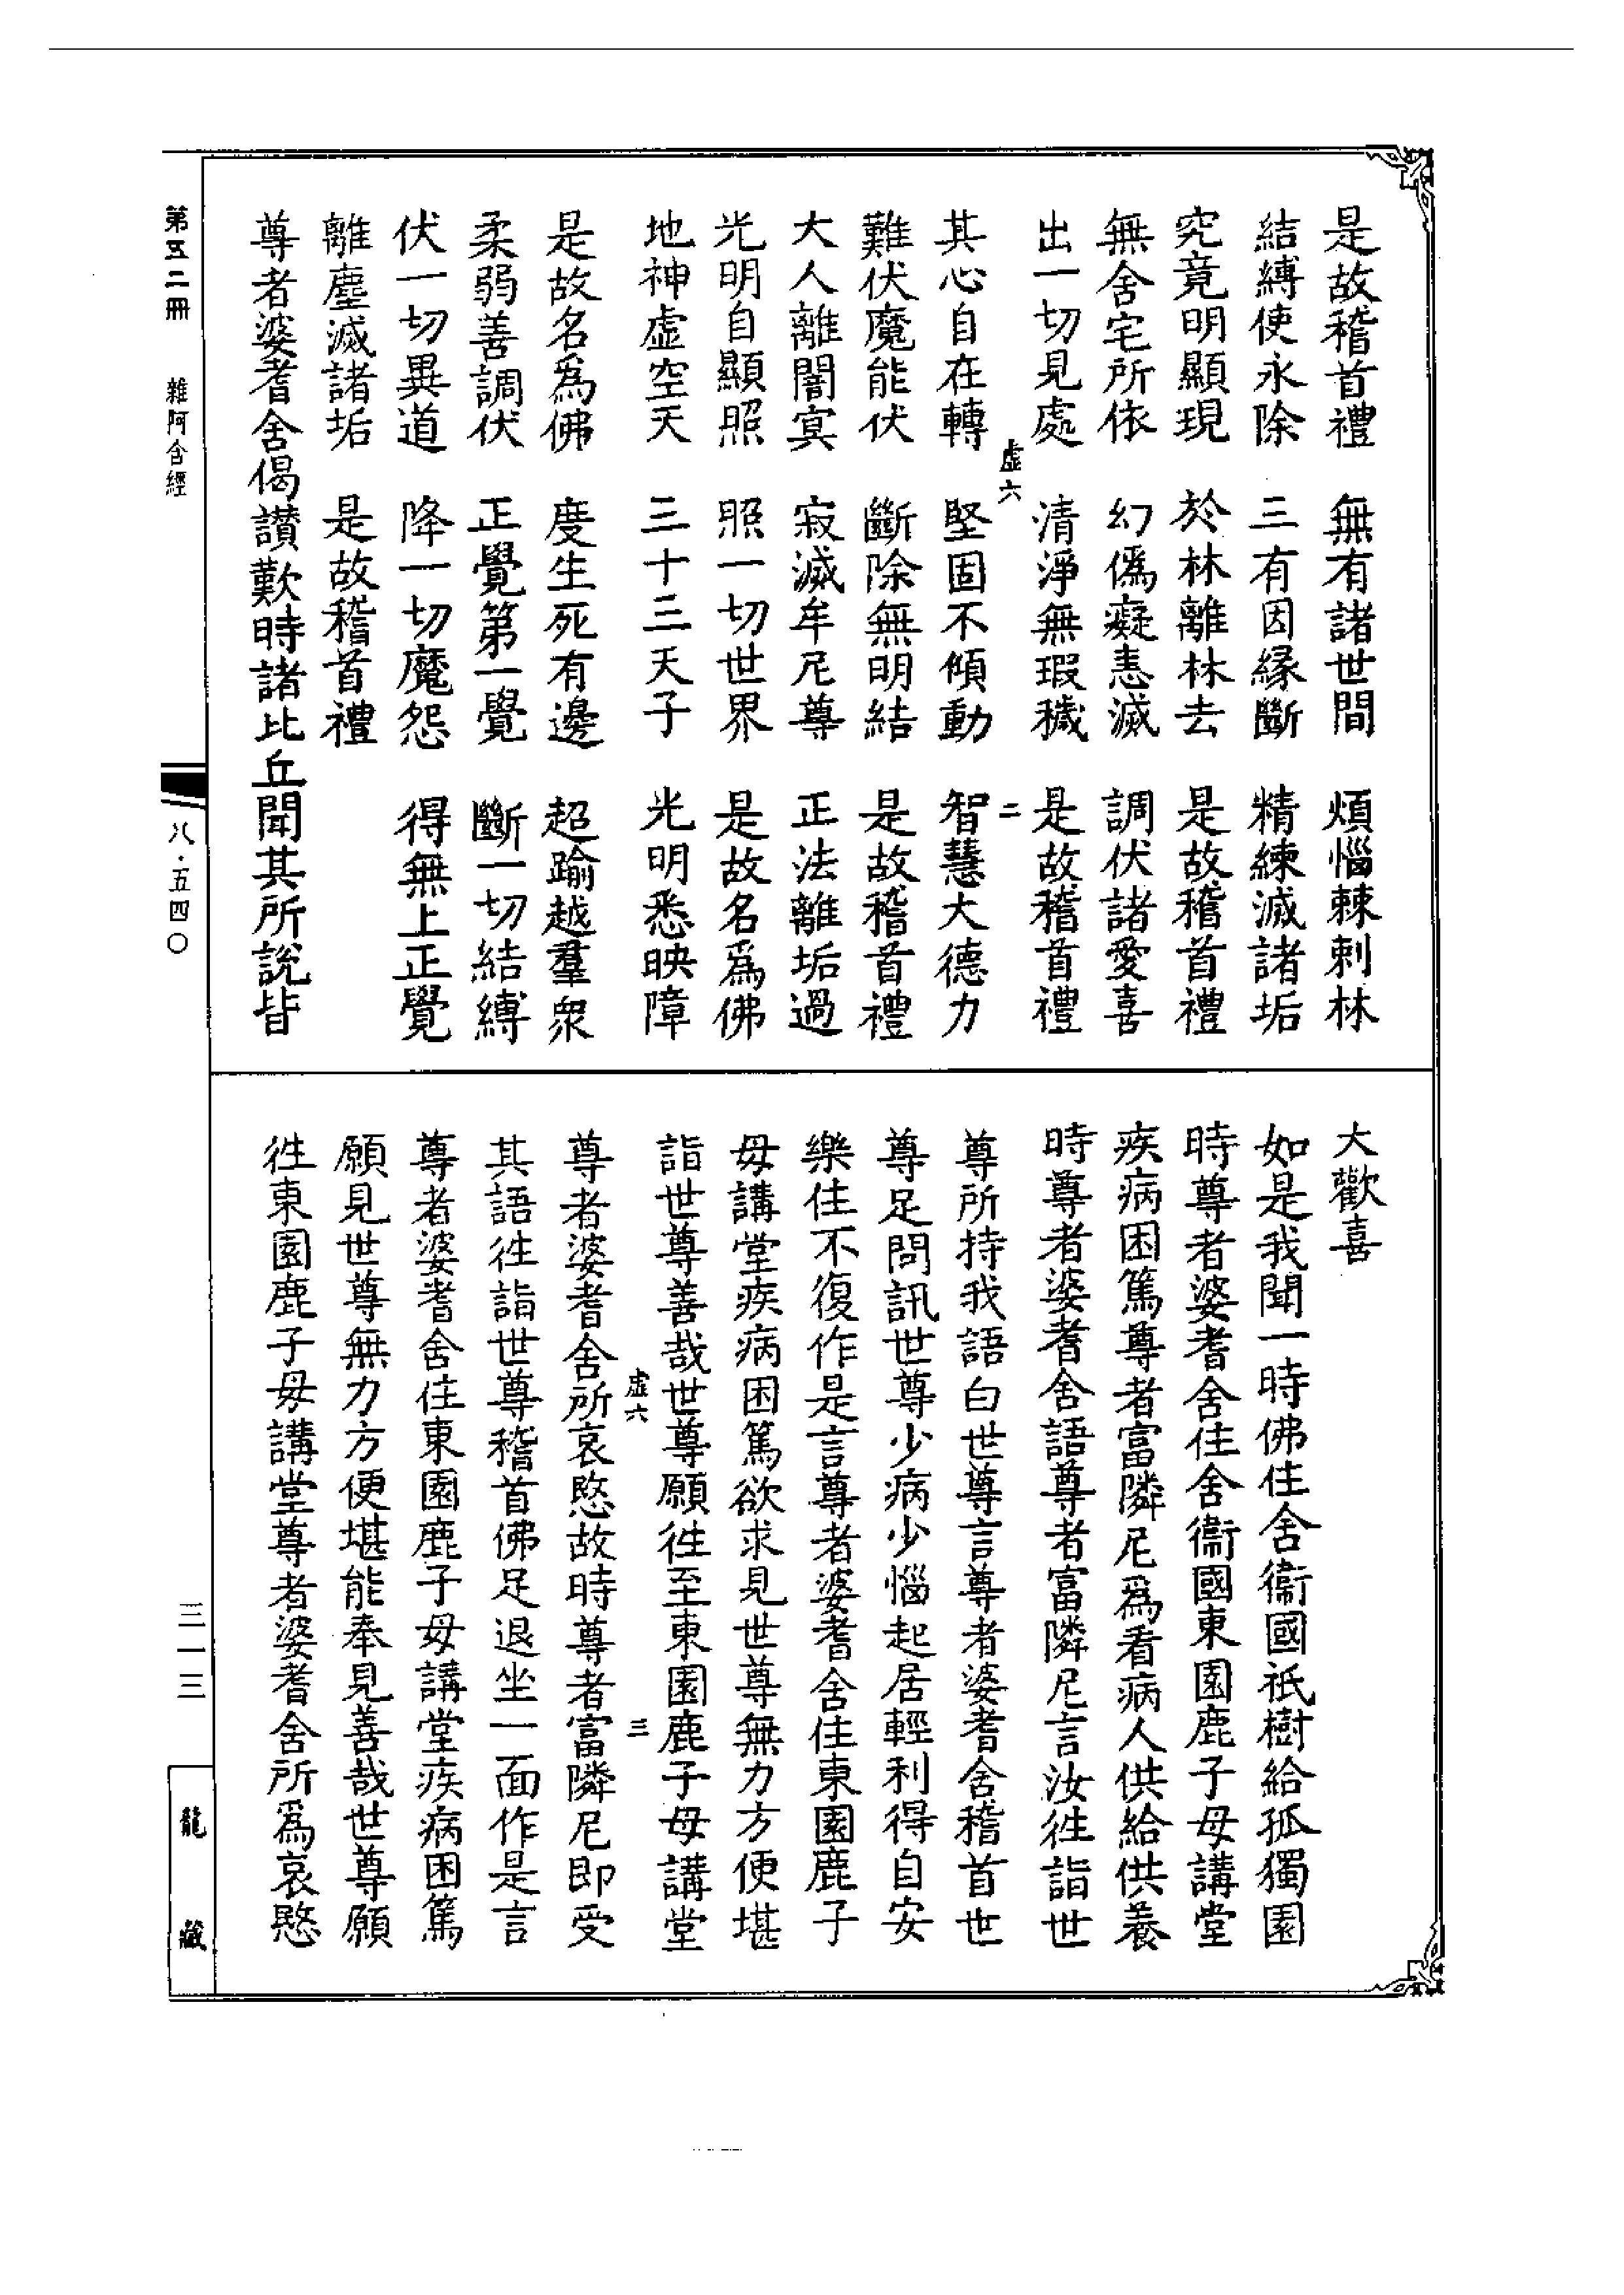 是故稽首禮　無有諸世間　煩惱棘刺林
結縛使永除　三有因緣斷　精練滅諸垢
究竟明顯現　於林離林去　是故稽首禮
無舍宅所依　幻僞癡恚滅　調伏諸愛喜
出一切見處　清淨無瑕穢　是故稽首禮
虛六　二
其心自在轉　堅固不傾動　智慧大德力
難伏魔能伏　斷除無明結　是故稽首禮
大人離闇冥　寂滅牟尼尊　正法離垢過
光明自顯照　照一切世界　是故名爲佛
地神虛空天　三十三天子　光明悉映障
是故名爲佛　度生死有邊　超踰越羣衆
柔弱善調伏　正覺第一覺　斷一切結縛
伏一切異道　降一切魔怨　得無上正覺
離塵滅諸垢　是故稽首禮
尊者婆耆舍偈讚歎時諸比丘聞其所說皆
大歡喜
如是我聞一時佛住舍衞國祇樹給孤獨園
時尊者婆耆舍住舍衞國東園鹿子母講堂
疾病困篤尊者富隣尼爲看病人供給供養
時尊者婆耆舍語尊者富隣尼言汝徃詣世
尊所持我語白世尊言尊者婆耆舍稽首世
尊足問訊世尊少病少惱起居輕利得自安
樂住不復作是言尊者婆耆舍住東園鹿子
母講堂疾病困篤欲求見世尊無力方便堪
詣世尊善哉世尊願徃至東園鹿子母講堂
虛六　三
尊者婆耆舍所哀愍故時尊者富隣尼即受
其語徃詣世尊稽首佛足退坐一面作是言
尊者婆耆舍住東園鹿子母講堂疾病困篤
願見世尊無力方便堪能奉見善哉世尊願
徃東園鹿子母講堂尊者婆耆舍所爲哀愍
第五二冊　雜阿含經
八·五四〇
三一三
龍藏